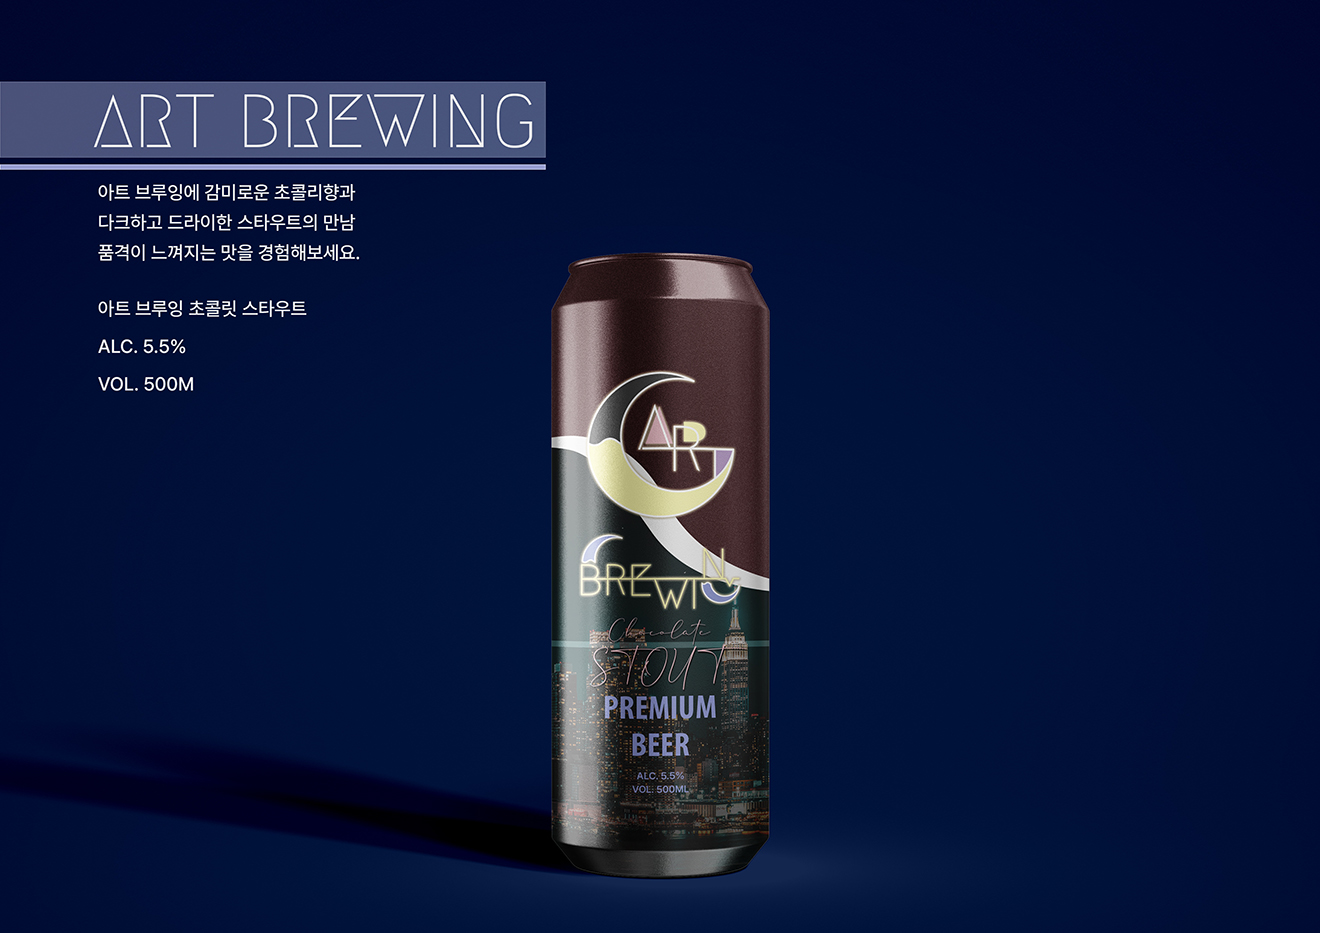 ART BREWING
아트 브루잉에 감미로운 초콜리향과
다크하고 드라이한 스타우트의 만남
품격이 느껴지는 맛을 경험해보세요.
아트 브루잉 초콜릿 스타우트
ALC. 5.5%
VOL. 500M
ART
BREWING
Chocolate
STOUT
PREMIUM
BEER
ALC. 5.5%
VOL. 500ML